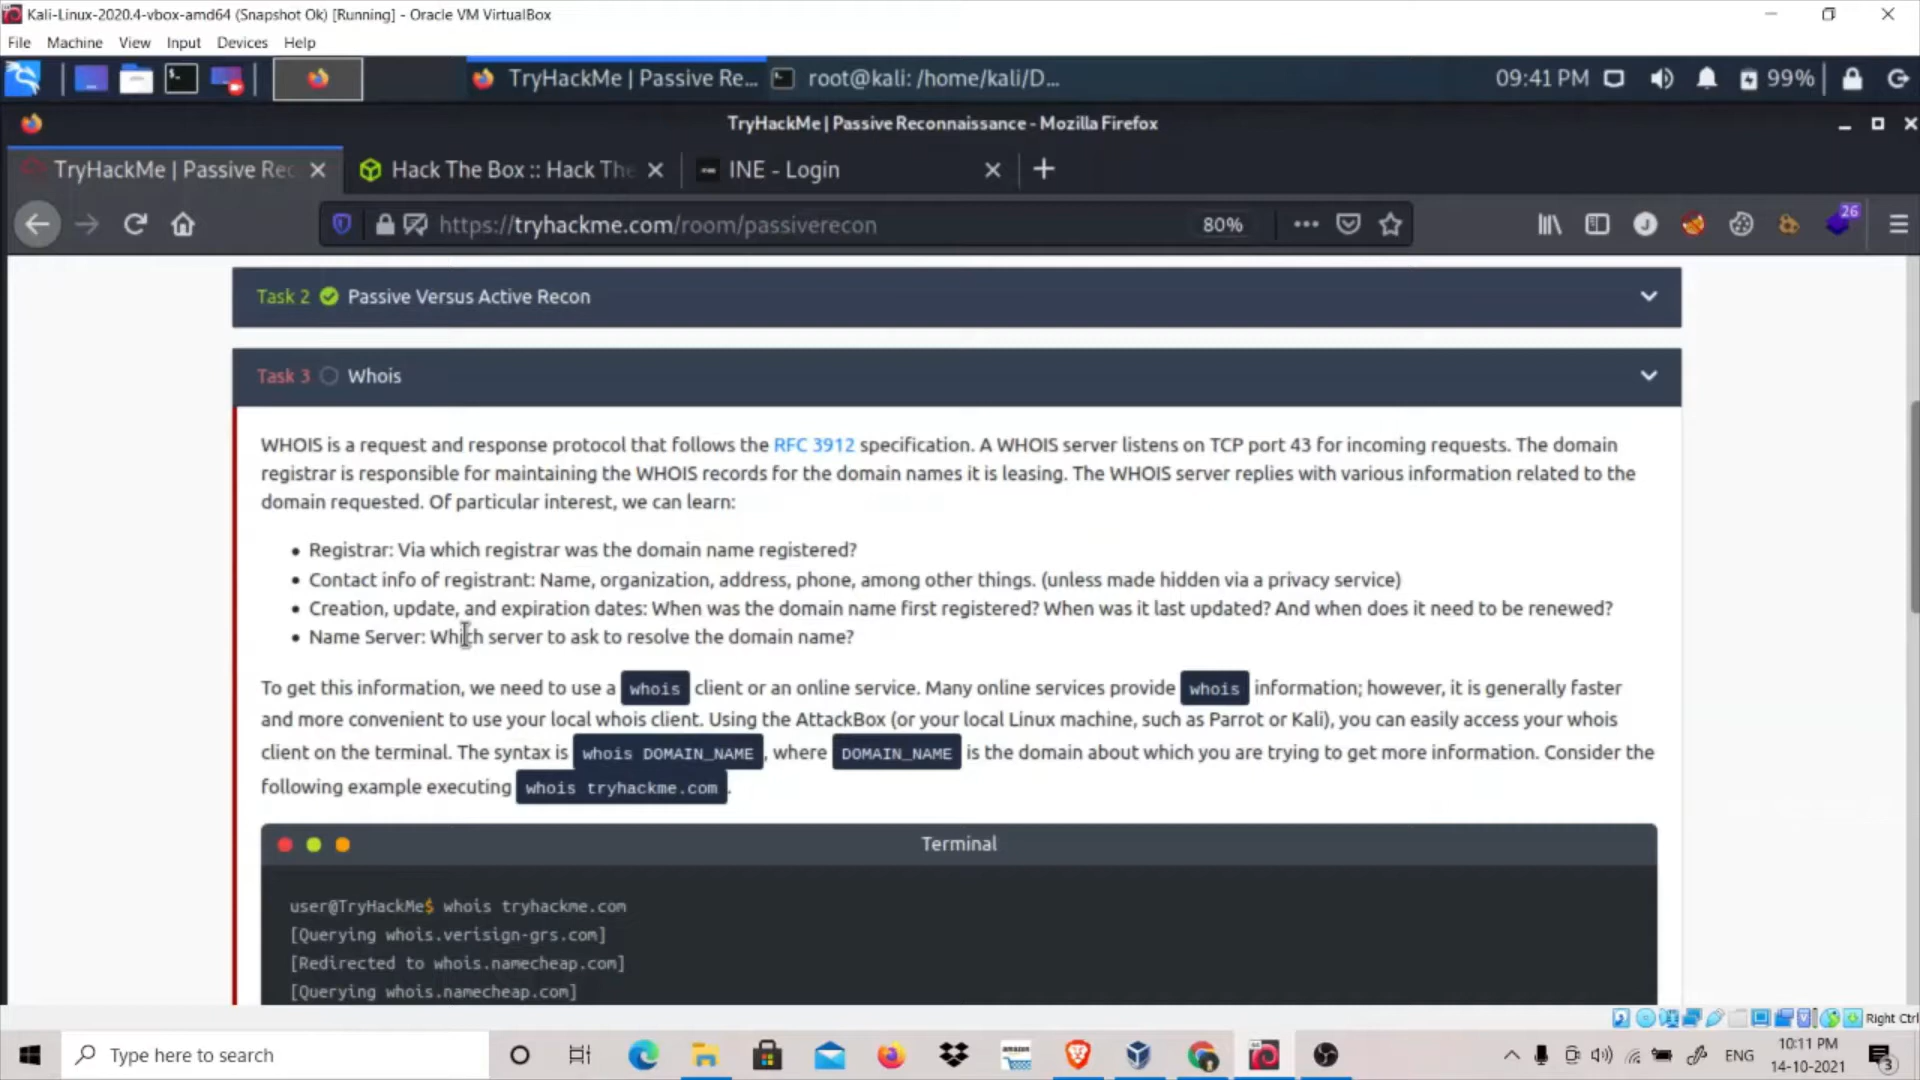 Kali-Linux-2020.4-vbox-amd64 (Snapshot Ok) [Running] - Oracle VM VirtualBox
File Machine View Input Devices Help
TryHackMe | Passive Re... root@kali: /home/kali/D... 09:41 PM 99%
TryHackMe | Passive Reconnaissance - Mozilla Firefox
TryHackMe | Passive Rec Hack The Box :: Hack The INE - Login
https://tryhackme.com/room/passiverecon 80% J 26
Task 2 Passive Versus Active Recon
Task 3 Whois
WHOIS is a request and response protocol that follows the RFC 3912 specification. A WHOIS server listens on TCP port 43 for incoming requests. The domain
registrar is responsible for maintaining the WHOIS records for the domain names it is leasing. The WHOIS server replies with various information related to the
domain requested. Of particular interest, we can learn:
• Registrar: Via which registrar was the domain name registered?
• Contact info of registrant: Name, organization, address, phone, among other things. (unless made hidden via a privacy service)
• Creation, update, and expiration dates: When was the domain name first registered? When was it last updated? And when does it need to be renewed?
• Name Server: Which server to ask to resolve the domain name?
To get this information, we need to use a whois client or an online service. Many online services provide whois information; however, it is generally faster
and more convenient to use your local whois client. Using the AttackBox (or your local Linux machine, such as Parrot or Kali), you can easily access your whois
client on the terminal. The syntax is whois DOMAIN_NAME, where DOMAIN_NAME is the domain about which you are trying to get more information. Consider the
following example executing whois tryhackme.com.
Terminal
user@TryHackMe$ whois tryhackme.com
[Querying whois.verisign-grs.com]
[Redirected to whois.namecheap.com]
[Querying whois.namecheap.com]
Right Ctrl
Type here to search amazon ENG 10:11 PM
14-10-2021 3